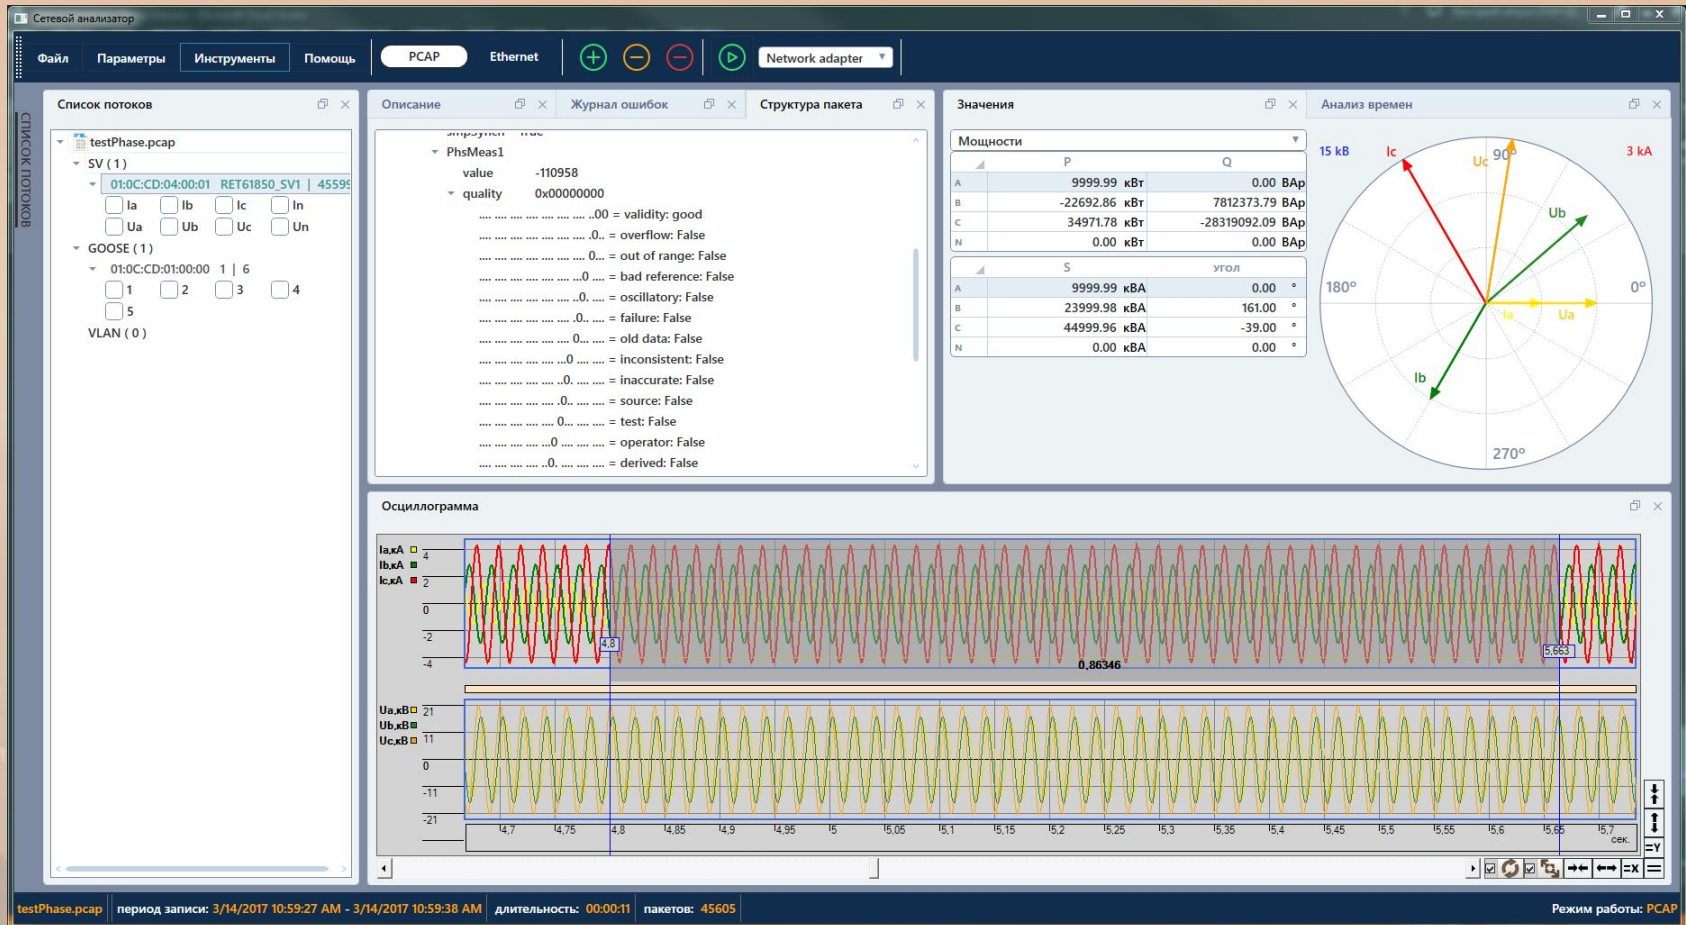 Сетевой анализатор
Файл Параметры Инструменты Помощь PCAP Ethernet Network adapter
СПИСОК ПОТОКОВ
Список потоков
testPhase.pcap
SV ( 1 )
01:0C:CD:04:00:01 RET61850_SV1 | 45599
Ia Ib Ic In
Ua Ub Uc Un
GOOSE ( 1 )
01:0C:CD:01:00:00 1 | 6
1 2 3 4
5
VLAN ( 0 )
Описание Журнал ошибок Структура пакета
smpSynch True
PhsMeas1
value -110958
quality 0x00000000
.... .... .... .... .... .... ..00 = validity: good
.... .... .... .... .... .... .0.. = overflow: False
.... .... .... .... .... .... 0... = out of range: False
.... .... .... .... .... ...0 .... = bad reference: False
.... .... .... .... .... ..0. .... = oscillatory: False
.... .... .... .... .... .0.. .... = failure: False
.... .... .... .... .... 0... .... = old data: False
.... .... .... .... ...0 .... .... = inconsistent: False
.... .... .... .... ..0. .... .... = inaccurate: False
.... .... .... .... .0.. .... .... = source: False
.... .... .... .... 0... .... .... = test: False
.... .... .... ...0 .... .... .... = operator: False
.... .... .... ..0. .... .... .... = derived: False
Значения Анализ времен
Мощности
P Q
A 9999.99 кВт 0.00 ВАр
B -22692.86 кВт 7812373.79 ВАр
C 34971.78 кВт -28319092.09 ВАр
N 0.00 кВт 0.00 ВАр
S угол
A 9999.99 кВА 0.00 °
B 23999.98 кВА 161.00 °
C 44999.96 кВА -39.00 °
N 0.00 кВА 0.00 °
15 kB Ic Uc 90° 3 kA
Ub
180° 0°
Ia Ua
Ib
270°
Осциллограмма
Ia,кА 4
Ib,кА
Ic,кА 2
0
-2
4,8 5,663
-4
0,86346
Ua,кВ 21
Ub,кВ
Uc,кВ 11
0
-11
-21
4,7 4,75 4,8 4,85 4,9 4,95 5 5,05 5,1 5,15 5,2 5,25 5,3 5,35 5,4 5,45 5,5 5,55 5,6 5,65 5,7
сек.
=Y
=X
testPhase.pcap период записи: 3/14/2017 10:59:27 AM - 3/14/2017 10:59:38 AM длительность: 00:00:11 пакетов: 45605 Режим работы: PCAP